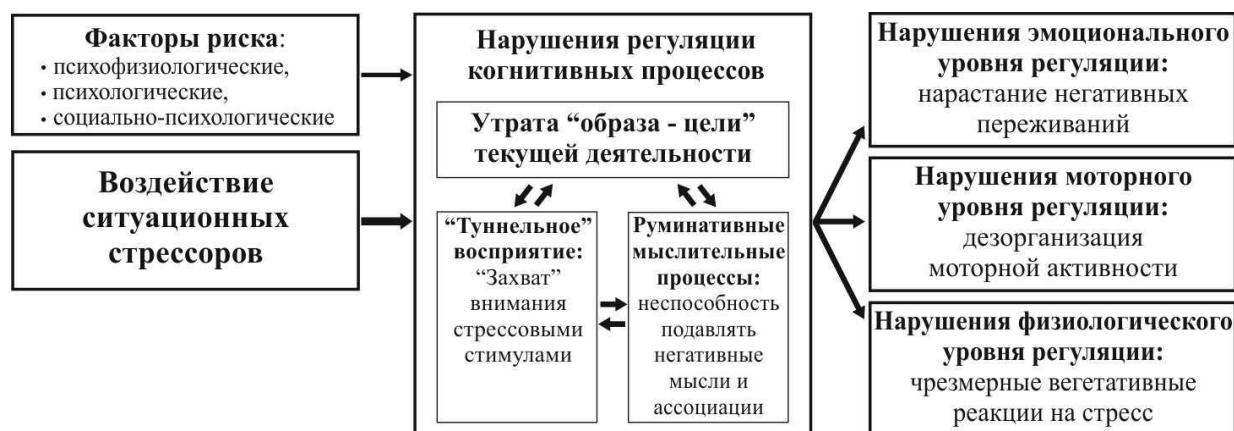 Факторы риска:
• психофизиологические,
• психологические,
• социально-психологические
Воздействие
ситуационных
стрессоров
Нарушения регуляции
когнитивных процессов
Утрата “образа - цели”
текущей деятельности
“Туннельное”
восприятие:
“Захват”
внимания
стрессовыми
стимулами
Руминативные
мыслительные
процессы:
неспособность
подавлять
негативные
мысли и
ассоциации
Нарушения эмоционального
уровня регуляции:
нарастание негативных
переживаний
Нарушения моторного
уровня регуляции:
дезорганизация
моторной активности
Нарушения физиологического
уровня регуляции:
чрезмерные вегетативные
реакции на стресс